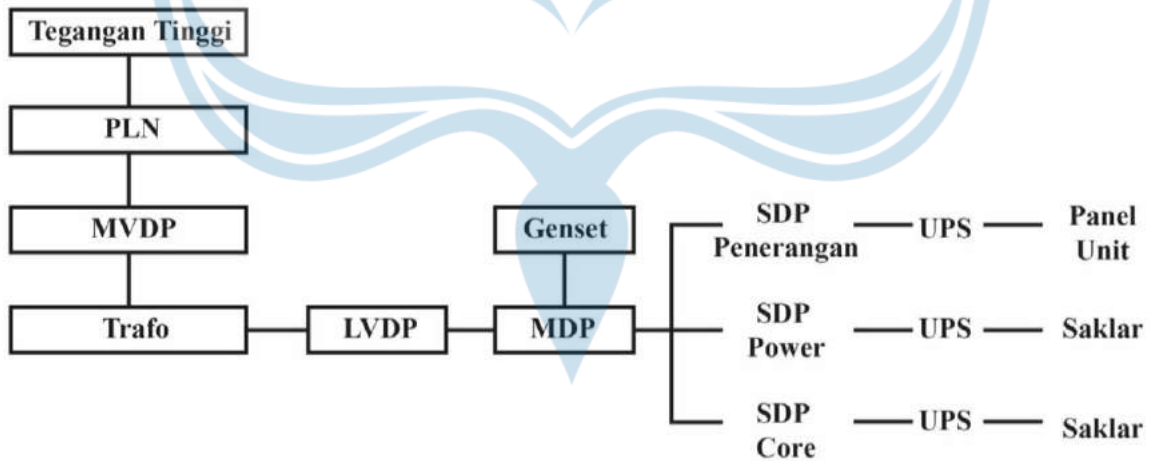 Tegangan Tinggi
PLN
MVDP
Trafo
LVDP
Genset
MDP
SDP
Penerangan
UPS
Panel
Unit
SDP
Power
UPS
Saklar
SDP
Core
UPS
Saklar